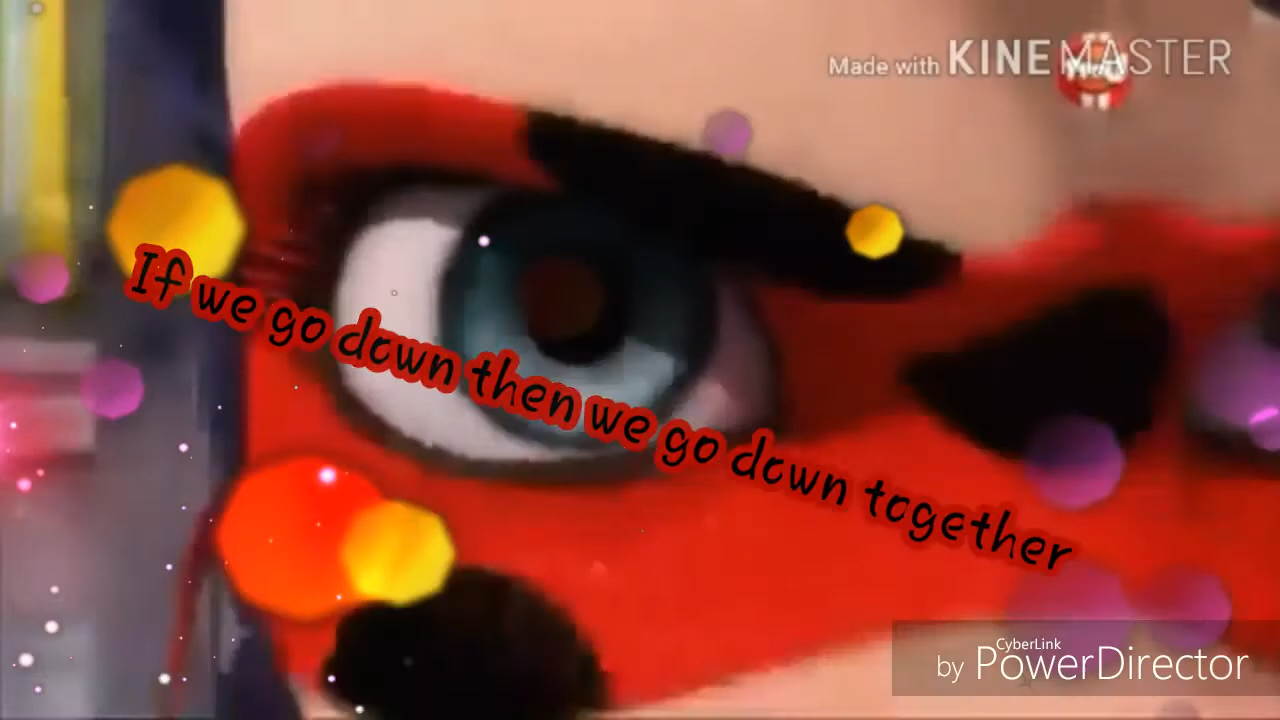 Made with KINEMASTER
If we go down then we go down together
CyberLink
by PowerDirector